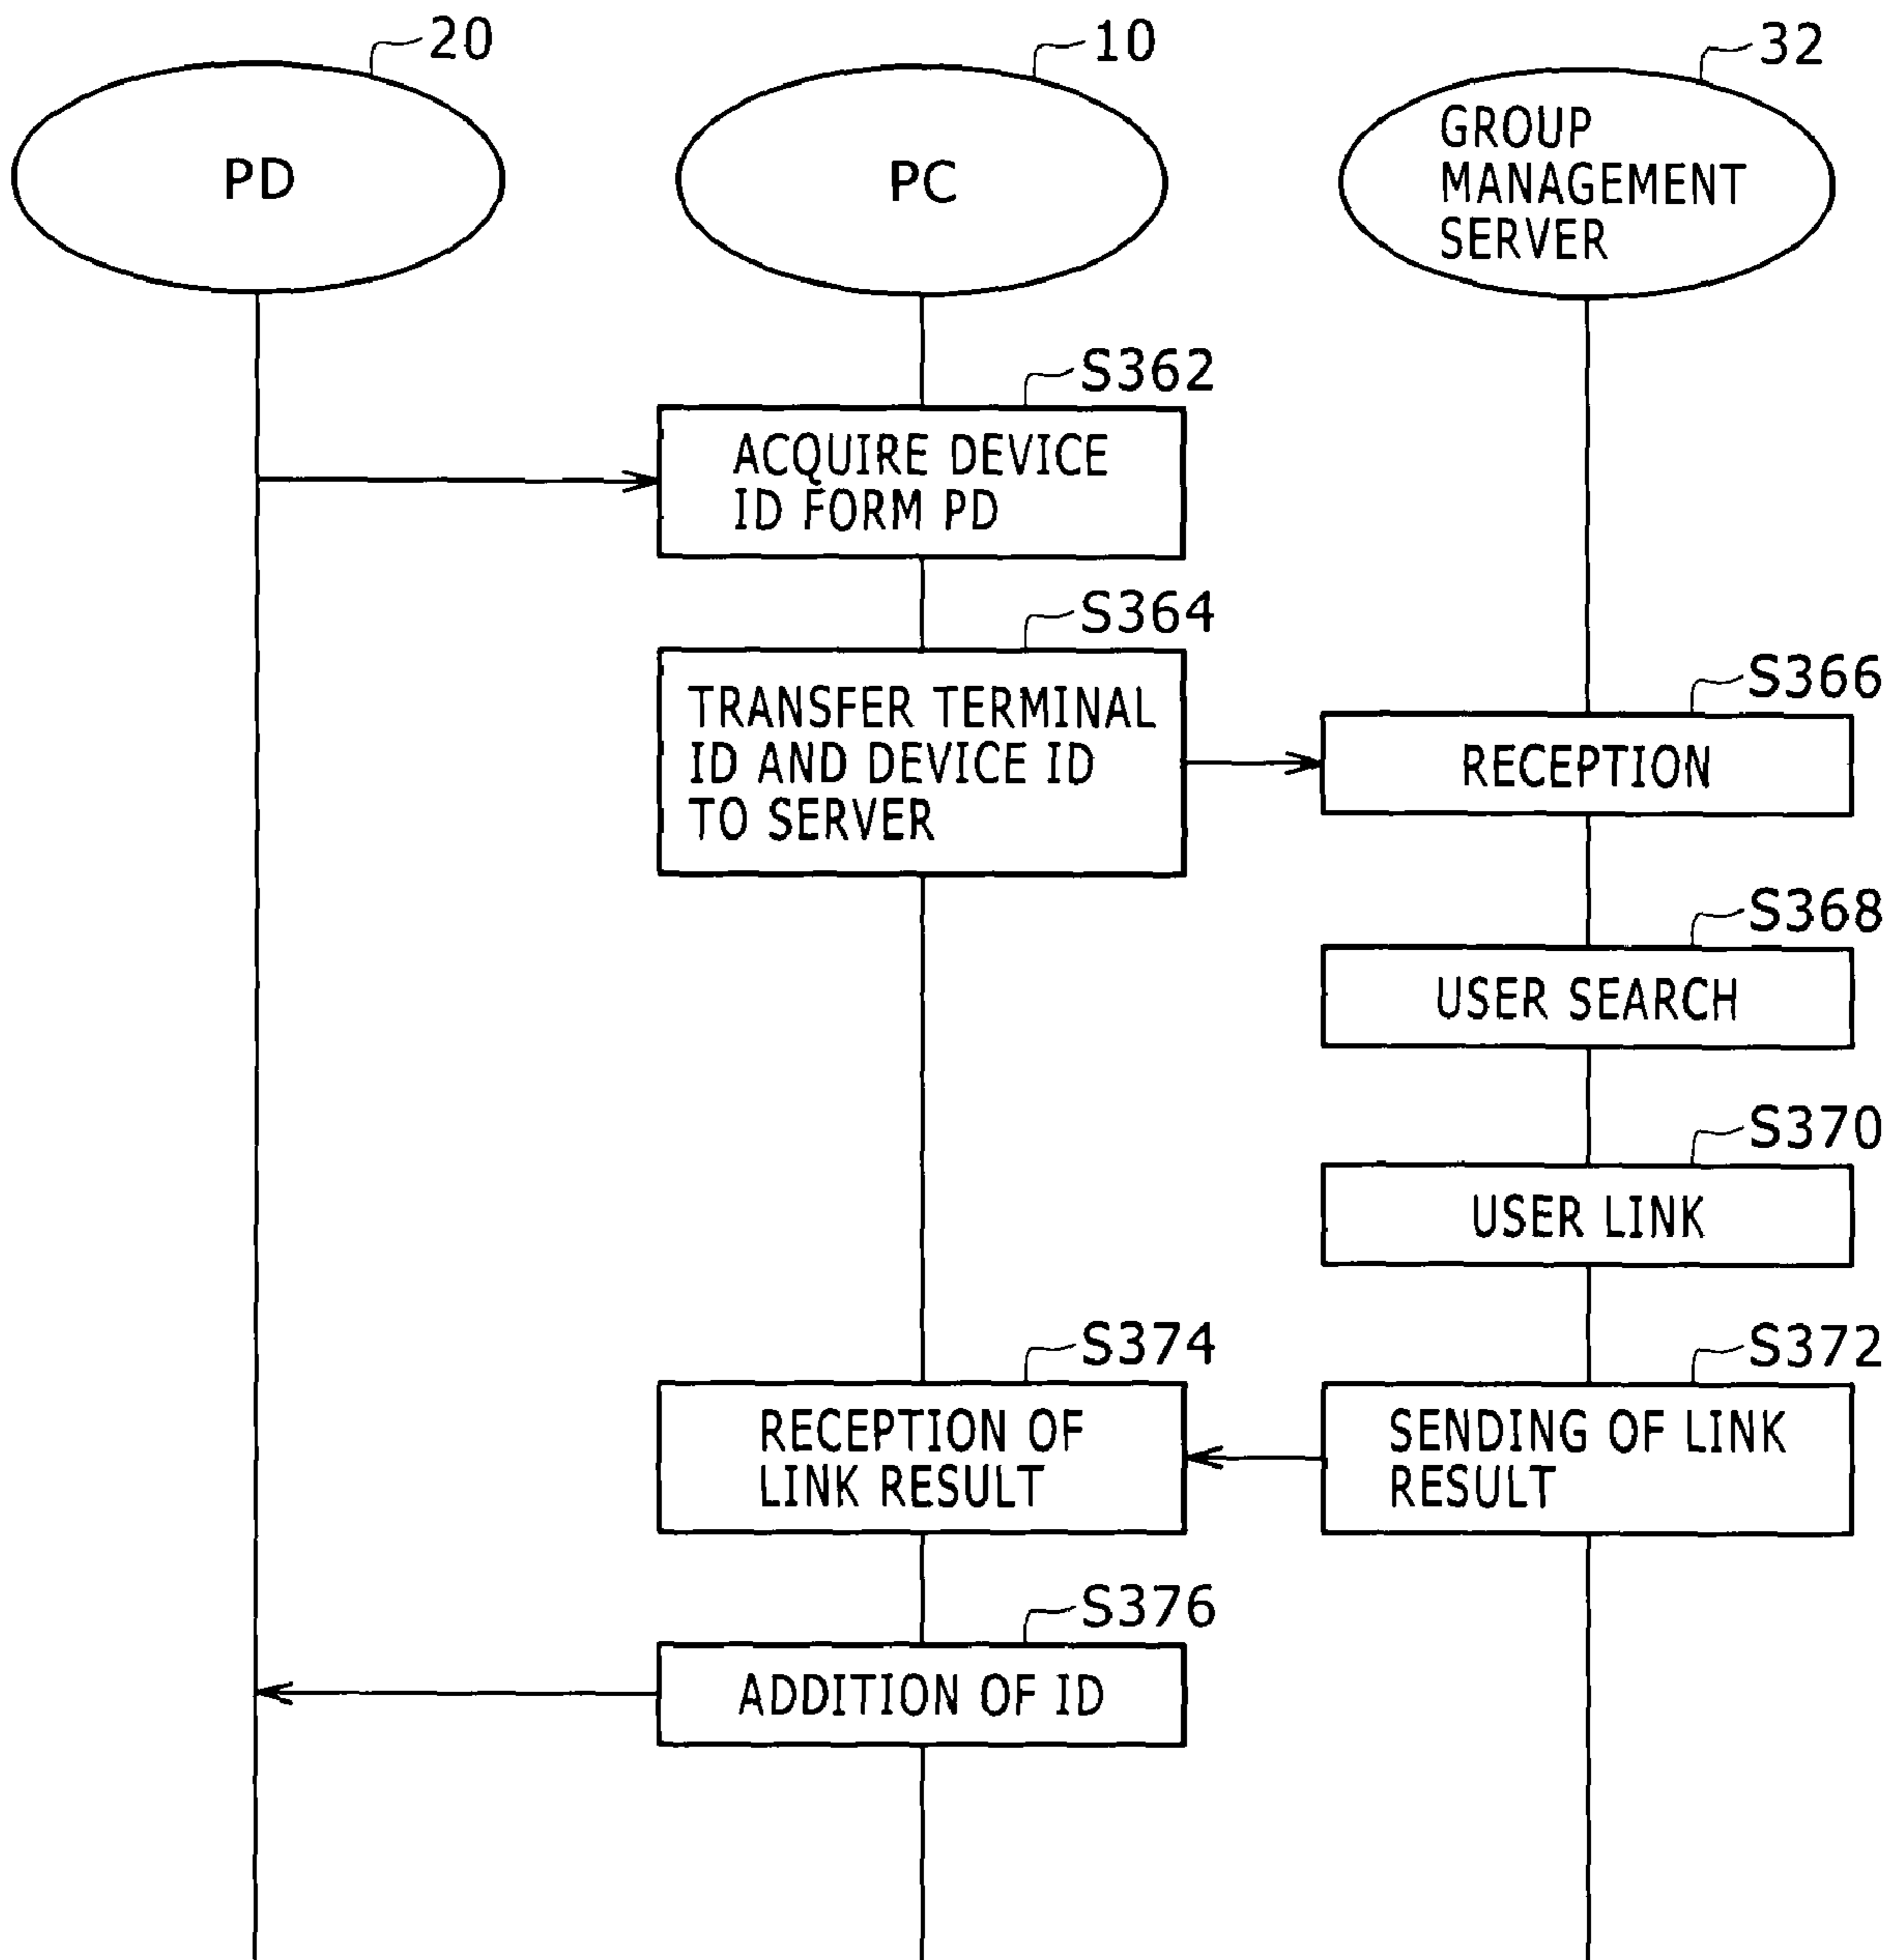 20
10
32
PD
PC
GROUP
MANAGEMENT
SERVER
S362
ACQUIRE DEVICE
ID FORM PD
S364
TRANSFER TERMINAL
ID AND DEVICE ID
TO SERVER
S366
RECEPTION
S368
USER SEARCH
S370
USER LINK
S372
SENDING OF LINK
RESULT
S374
RECEPTION OF
LINK RESULT
S376
ADDITION OF ID